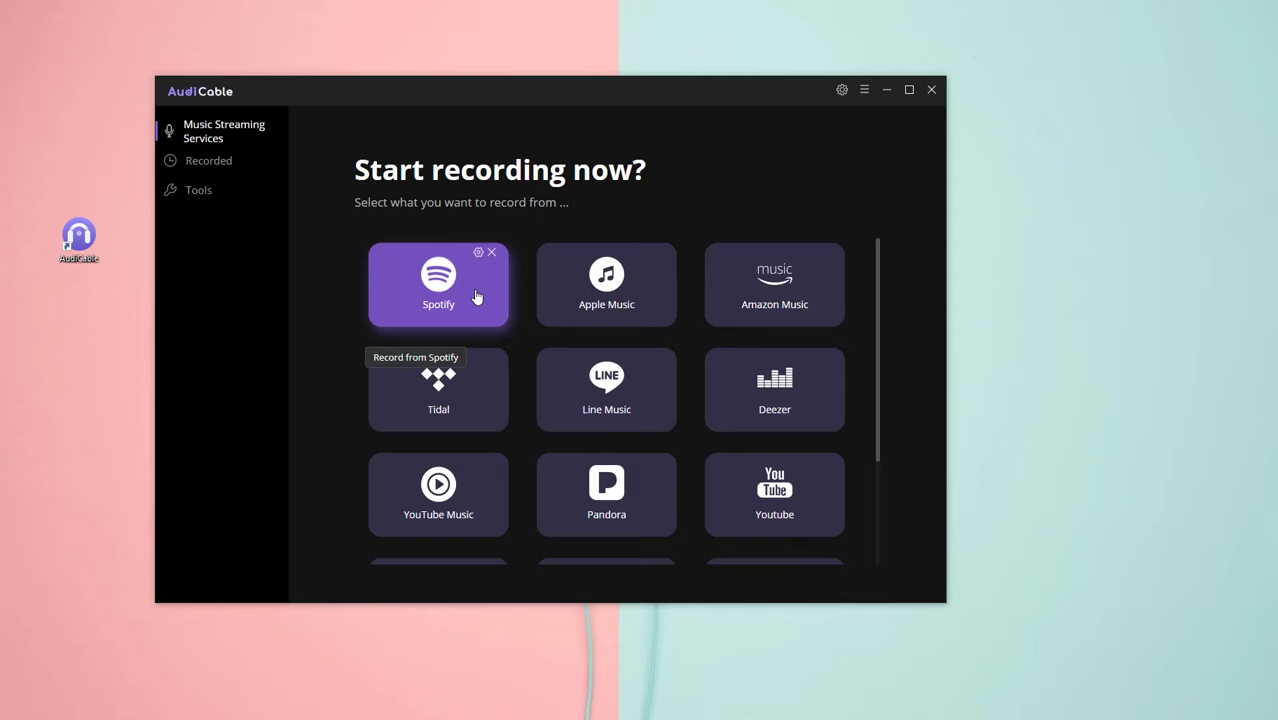 AudiCable
Music Streaming
Services
Recorded
Tools
AudiCable
Start recording now?
Select what you want to record from ...
Spotify
Apple Music
music
Amazon Music
Record from Spotify
Tidal
LINE
Line Music
Deezer
YouTube Music
Pandora
You
Tube
Youtube